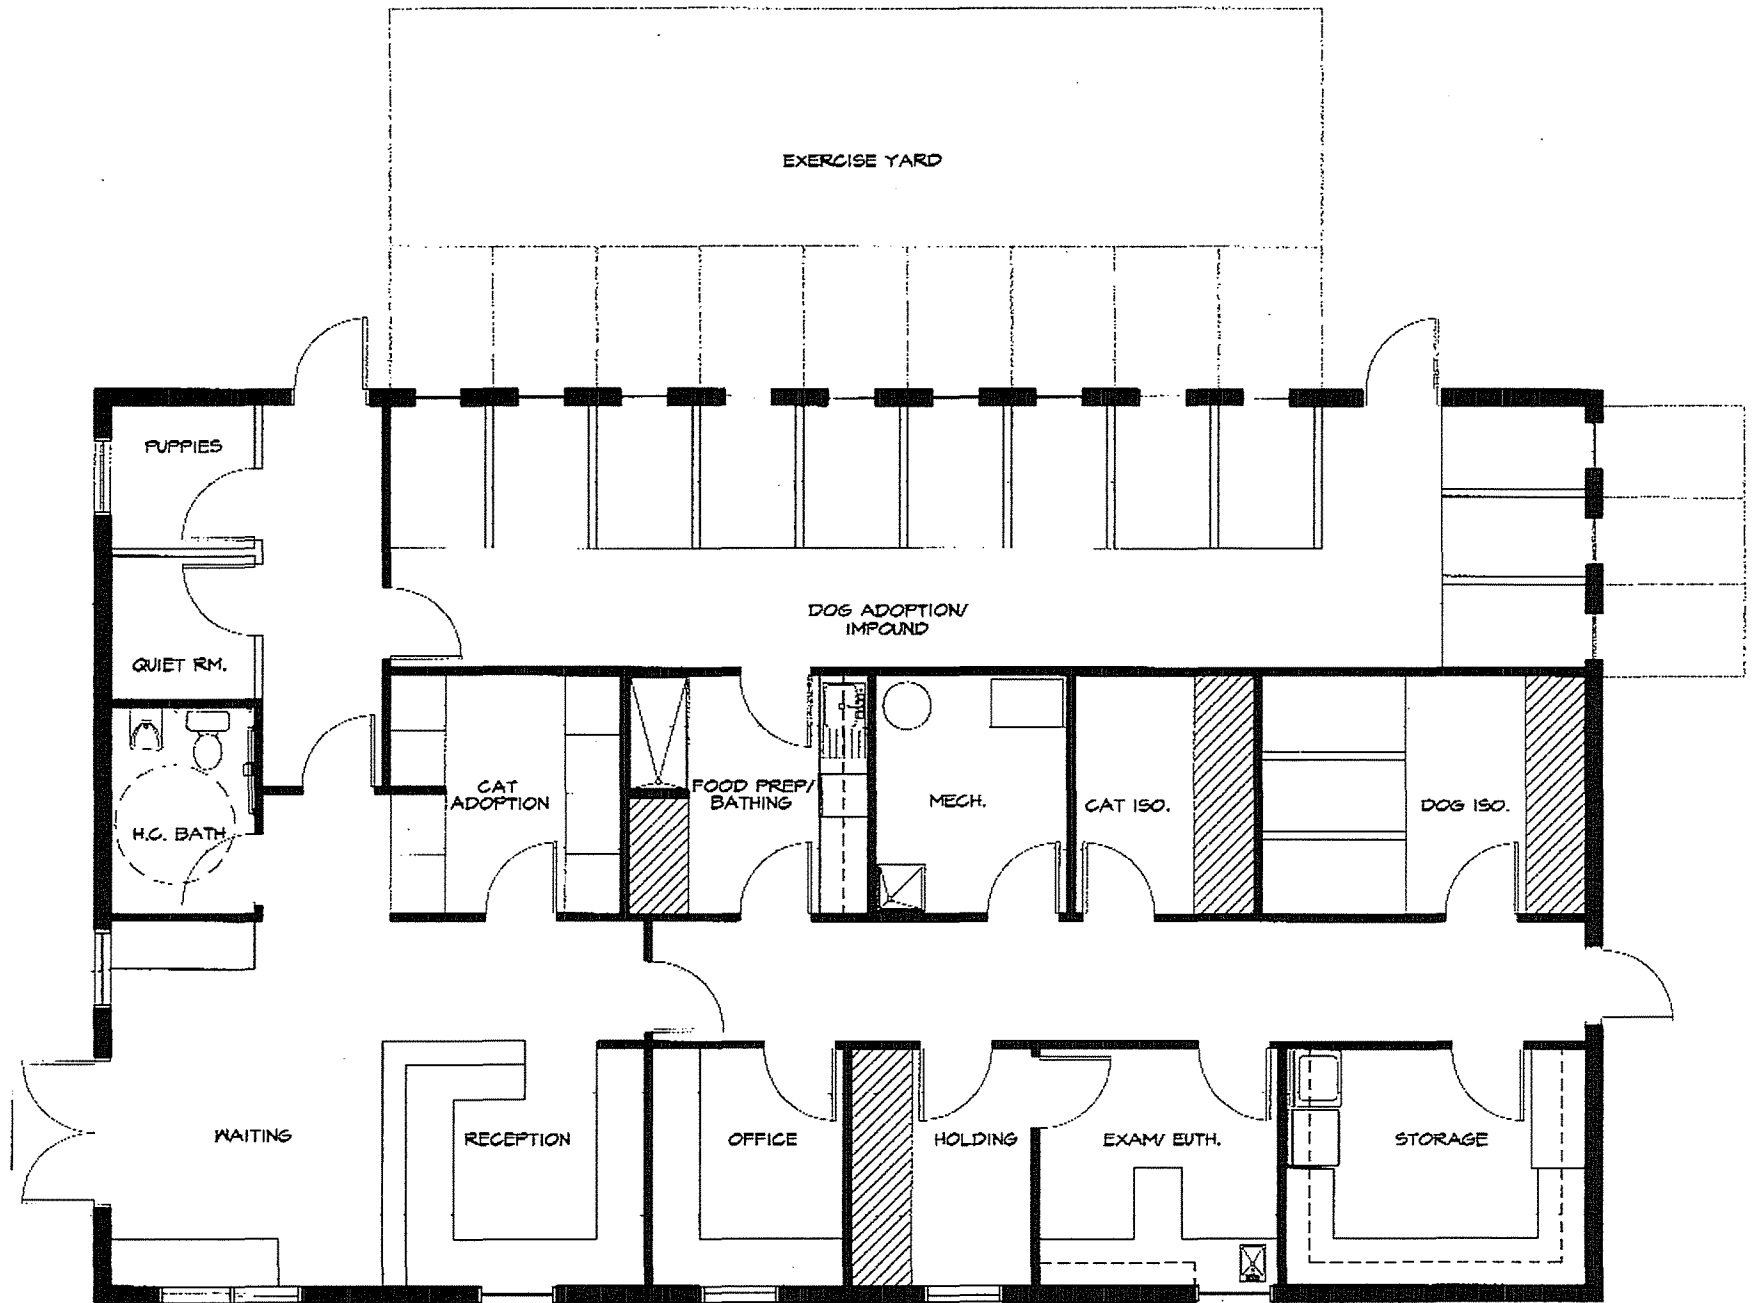 EXERCISE YARD
PUPPIES
QUIET RM.
DOG ADOPTION/
IMPOUND
H.C. BATH
CAT
ADOPTION
FOOD PREP/
BATHING
MECH.
CAT ISO.
DOG ISO.
WAITING
RECEPTION
OFFICE
HOLDING
EXAM/ EUTH.
STORAGE